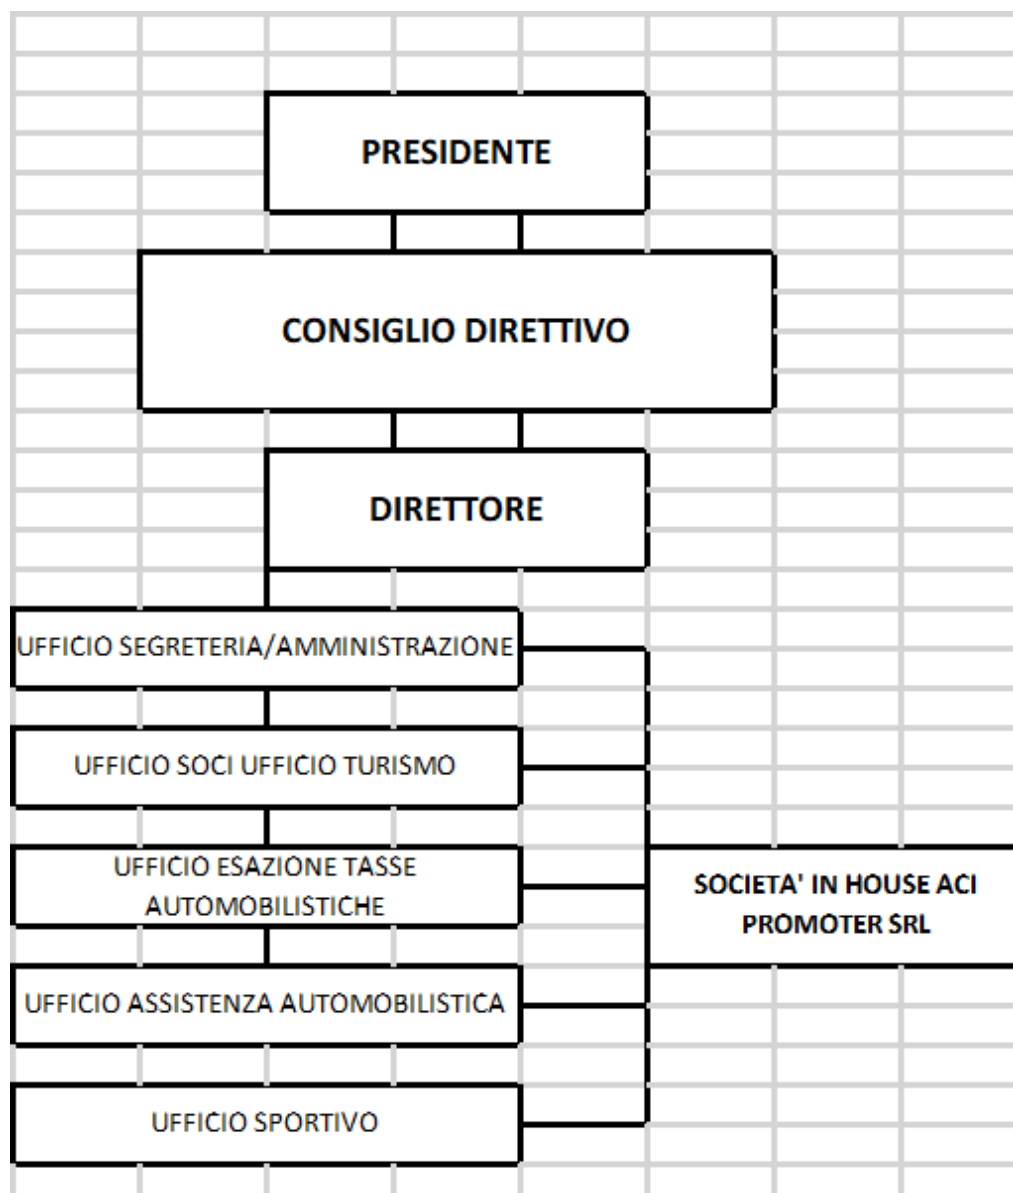 PRESIDENTE
CONSIGLIO DIRETTIVO
DIRETTORE
UFFICIO SEGRETERIA/AMMINISTRAZIONE
UFFICIO SOCI UFFICIO TURISMO
UFFICIO ESAZIONE TASSE
AUTOMOBILISTICHE
SOCIETA' IN HOUSE ACI
PROMOTER SRL
UFFICIO ASSISTENZA AUTOMOBILISTICA
UFFICIO SPORTIVO